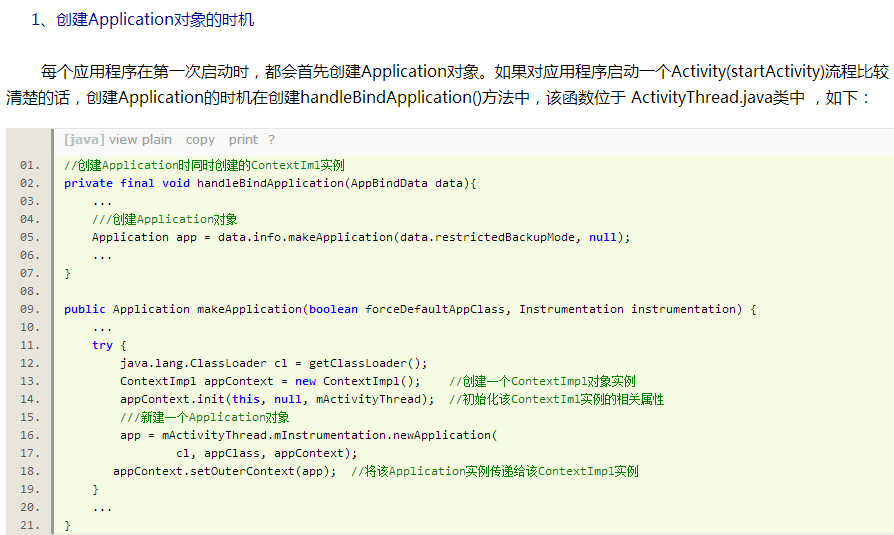 1、创建Application对象的时机
每个应用程序在第一次启动时，都会首先创建Application对象。如果对应用程序启动一个Activity(startActivity)流程比较
清楚的话，创建Application的时机在创建handleBindApplication()方法中，该函数位于 ActivityThread.java类中 ，如下：
[java] view plain copy print ?
01. //创建Application时同时创建的ContextIml实例
02. private final void handleBindApplication(AppBindData data){
03. ...
04. ///创建Application对象
05. Application app = data.info.makeApplication(data.restrictedBackupMode, null);
06. ...
07. }
08.
09. public Application makeApplication(boolean forceDefaultAppClass, Instrumentation instrumentation) {
10. ...
11. try {
12. java.lang.ClassLoader cl = getClassLoader();
13. ContextImpl appContext = new ContextImpl(); //创建一个ContextImpl对象实例
14. appContext.init(this, null, mActivityThread); //初始化该ContextIml实例的相关属性
15. ///新建一个Application对象
16. app = mActivityThread.mInstrumentation.newApplication(
17. cl, appClass, appContext);
18. appContext.setOuterContext(app); //将该Application实例传递给该ContextImpl实例
19. }
20. ...
21. }